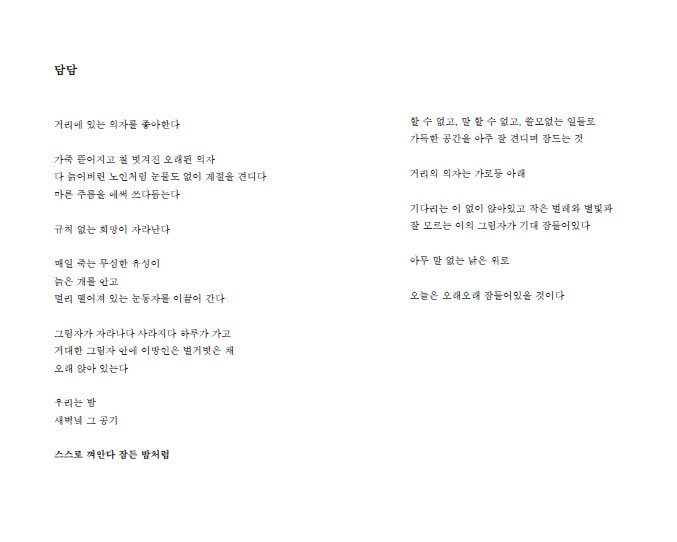 담담
거리에 있는 의자를 좋아한다
가죽 뜯어지고 칠 벗겨진 오래된 의자
다 늙어버린 노인처럼 눈물도 없이 계절을 견디다
마른 주름을 애써 쓰다듬는다
규칙 없는 희망이 자라난다
매일 죽는 무심한 유성이
늙은 개를 안고
멀리 떨어져 있는 눈동자를 이끌어 간다
그림자가 자라나다 사라지다 하루가 가고
거대한 그림자 안에 이방인은 벌거벗은 채
오래 앉아 있는다
우리는 밤
새벽녘 그 공기
스스로 껴안다 잠든 밤처럼
할 수 없고, 말 할 수 없고, 쓸모없는 일들로
가득한 공간을 아주 잘 견디며 잠드는 것
거리의 의자는 가로등 아래
기다리는 이 없이 앉아있고 작은 벌레와 별빛과
잘 모르는 이의 그림자가 기대 잠들어있다
아무 말 없는 낡은 위로
오늘은 오래오래 잠들어있을 것이다